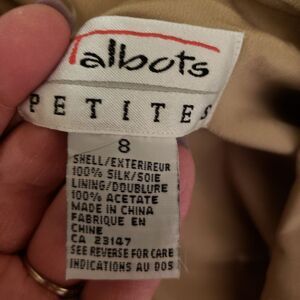 Talbots
PETITES
8
SHELL/EXTERIREUR
100% SILK/SOIE
LINING/DOUBLURE
100% ACETATE
MADE IN CHINA
FABRIQUE EN
CHINE
CA 23147
SEE REVERSE FOR CARE
INDICATIONS AU DOS